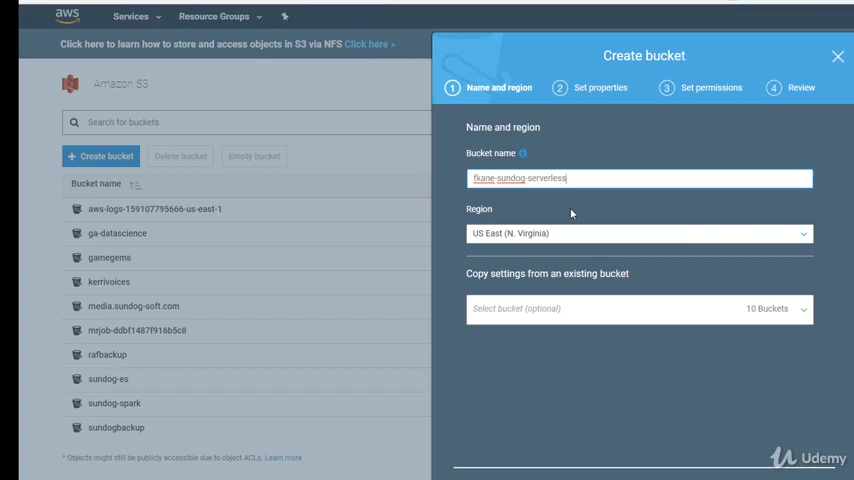 aws Services Resource Groups
Click here to learn how to store and access objects in S3 via NFS Click here »
Amazon S3
Search for buckets
+ Create bucket Delete bucket Empty bucket
Bucket name
aws-logs-159107795666-us-east-1
ga-datascience
gamegems
kerrivoices
media.sundog-soft.com
mrjob-ddbf1487f916b5c8
rafbackup
sundog-es
sundog-spark
sundogbackup
* Objects might still be publicly accessible due to object ACLs. Learn more
Create bucket
1 Name and region 2 Set properties 3 Set permissions 4 Review
Name and region
Bucket name
fkane-sundog-serverless
Region
US East (N. Virginia)
Copy settings from an existing bucket
Select bucket (optional) 10 Buckets
Udemy